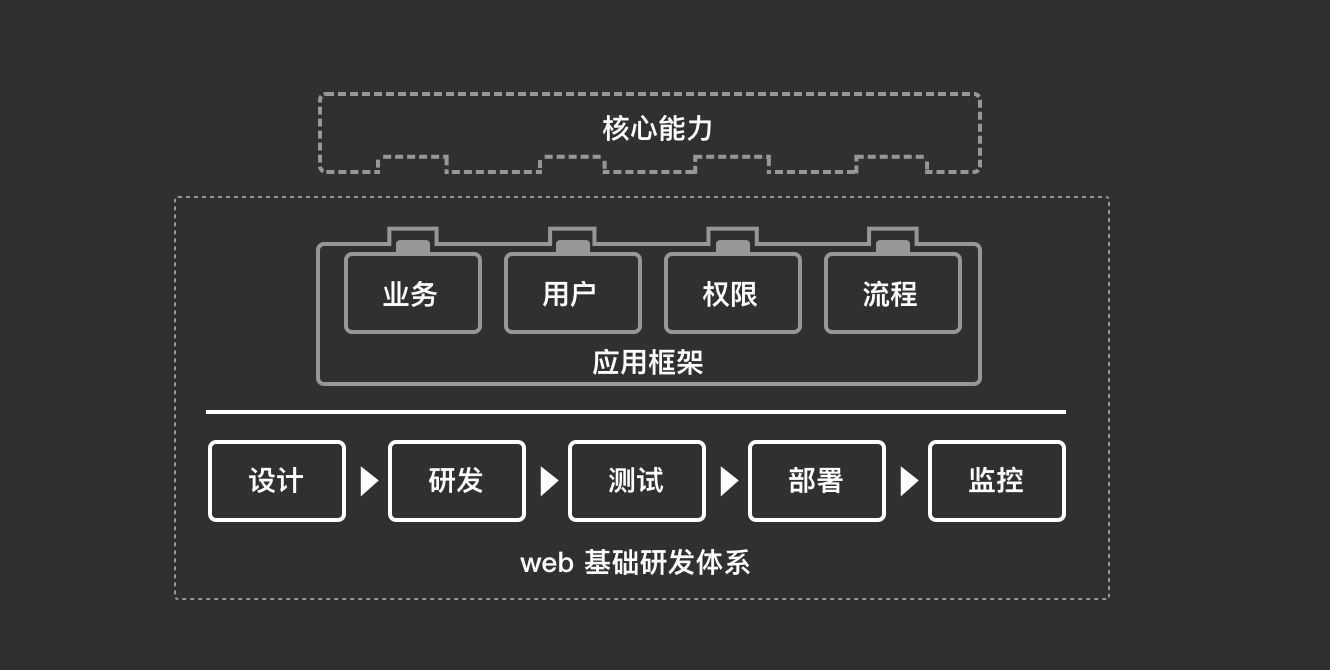 核心能力
业务 用户 权限 流程
应用框架
设计 研发 测试 部署 监控
web 基础研发体系